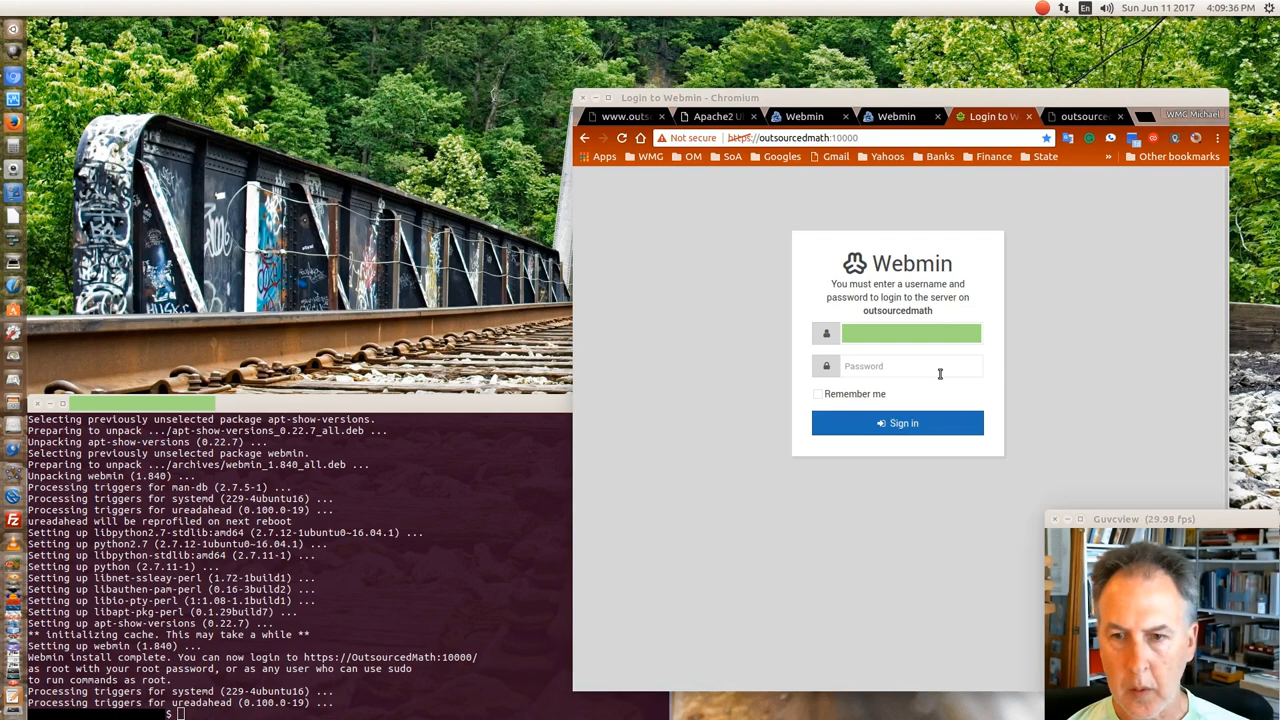 En
Sun Jun 11 2017
4:09:36 PM
Login to Webmin - Chromium
www.outs
Apache2 U
Webmin
Webmin
Login to W
outsource
WMG Michael
Not secure
https://outsourcedmath:10000
Apps WMG OM SoA Googles Gmail Yahoos Banks Finance State » Other bookmarks
Webmin
You must enter a username and
password to login to the server on
outsourcedmath
Password
Remember me
Sign in
Selecting previously unselected package apt-show-versions.
Preparing to unpack .../apt-show-versions_0.22.7_all.deb ...
Unpacking apt-show-versions (0.22.7) ...
Selecting previously unselected package webmin.
Preparing to unpack .../archives/webmin_1.840_all.deb ...
Unpacking webmin (1.840) ...
Processing triggers for man-db (2.7.5-1) ...
Processing triggers for systemd (229-4ubuntu16) ...
Processing triggers for ureadahead (0.100.0-19) ...
ureadahead will be reprofiled on next reboot
Setting up libpython2.7-stdlib:amd64 (2.7.12-1ubuntu0~16.04.1) ...
Setting up python2.7 (2.7.12-1ubuntu0~16.04.1) ...
Setting up libpython-stdlib:amd64 (2.7.11-1) ...
Setting up python (2.7.11-1) ...
Setting up libnet-ssleay-perl (1.72-1build1) ...
Setting up libauthen-pam-perl (0.16-3build2) ...
Setting up libio-pty-perl (1:1.08-1.1build1) ...
Setting up libapt-pkg-perl (0.1.29build7) ...
Setting up apt-show-versions (0.22.7) ...
** initializing cache. This may take a while **
Setting up webmin (1.840) ...
Webmin install complete. You can now login to https://OutsourcedMath:10000/
as root with your root password, or as any user who can use sudo
to run commands as root.
Processing triggers for systemd (229-4ubuntu16) ...
Processing triggers for ureadahead (0.100.0-19) ...
$
Guvcview (29.98 fps)